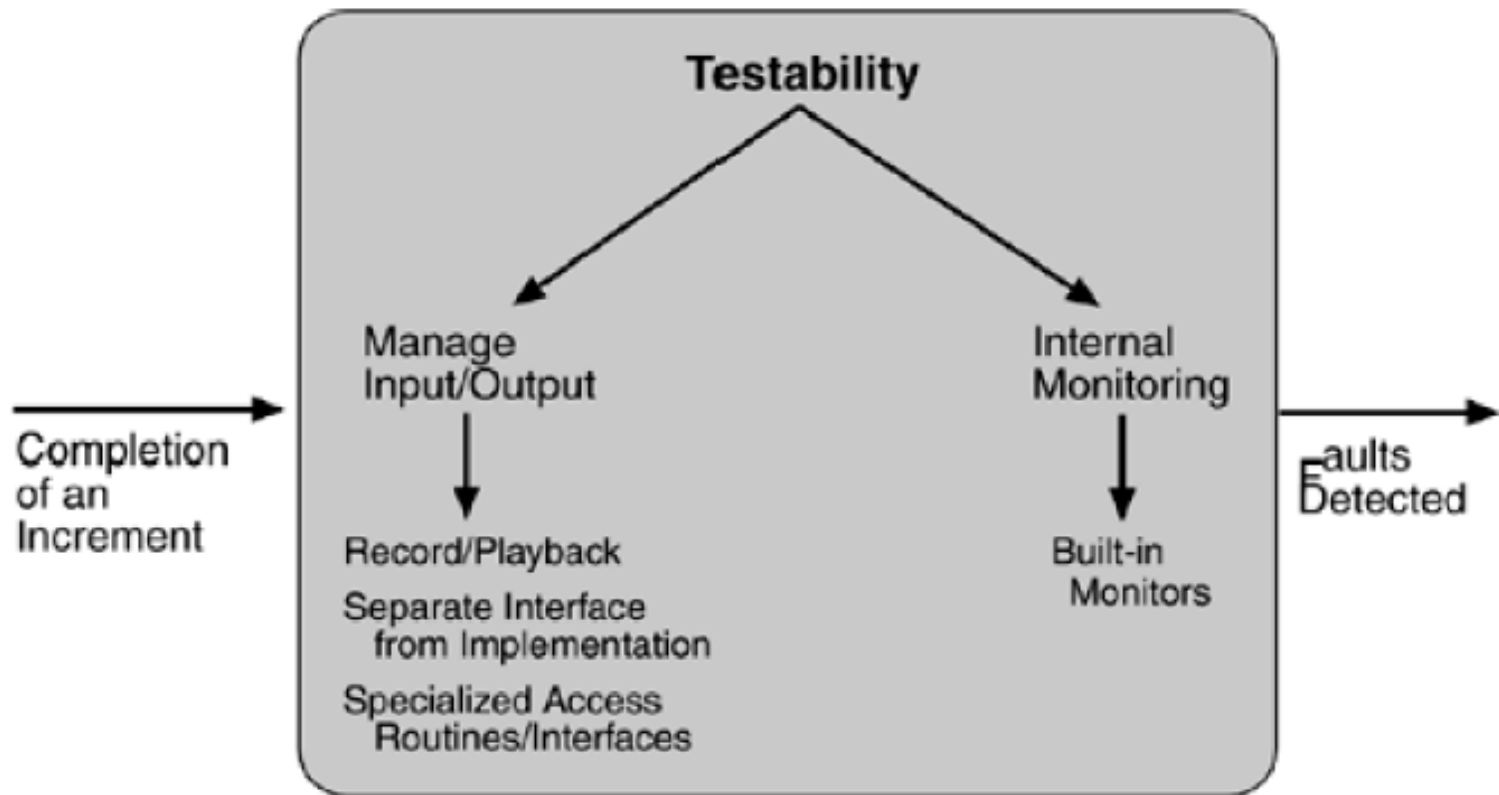 Testability
Manage
Input/Output
Internal
Monitoring
Completion
of an
Increment
Faults
Detected
Record/Playback
Separate Interface
from Implementation
Specialized Access
Routines/Interfaces
Built-in
Monitors